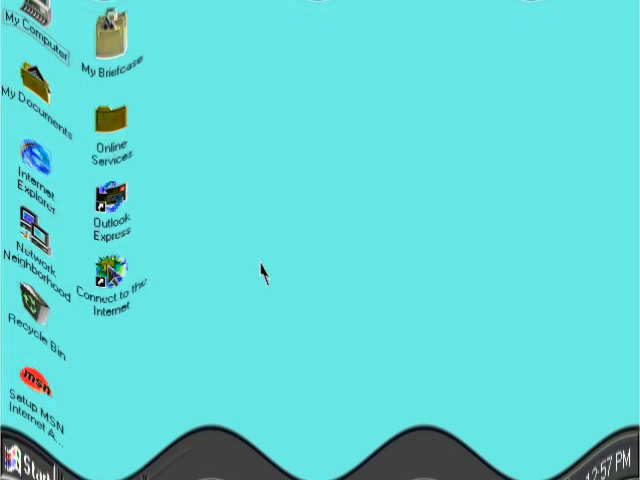 My Computer
My Briefcase
My Documents
Online
Services
Internet
Explorer
Outlook
Express
Network
Neighborhood
Connect to the
Internet
Recycle Bin
msn
Setup MSN
Internet A...
Start
12:57 PM